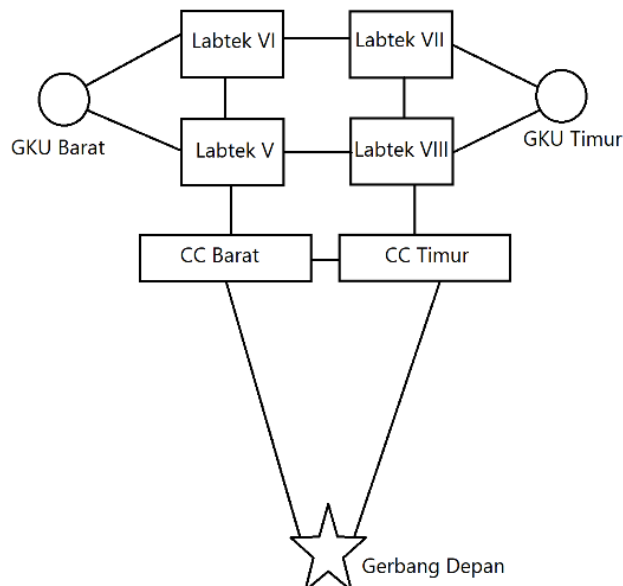 Labtek VI
Labtek VII
GKU Barat
GKU Timur
Labtek V
Labtek VIII
CC Barat
CC Timur
Gerbang Depan